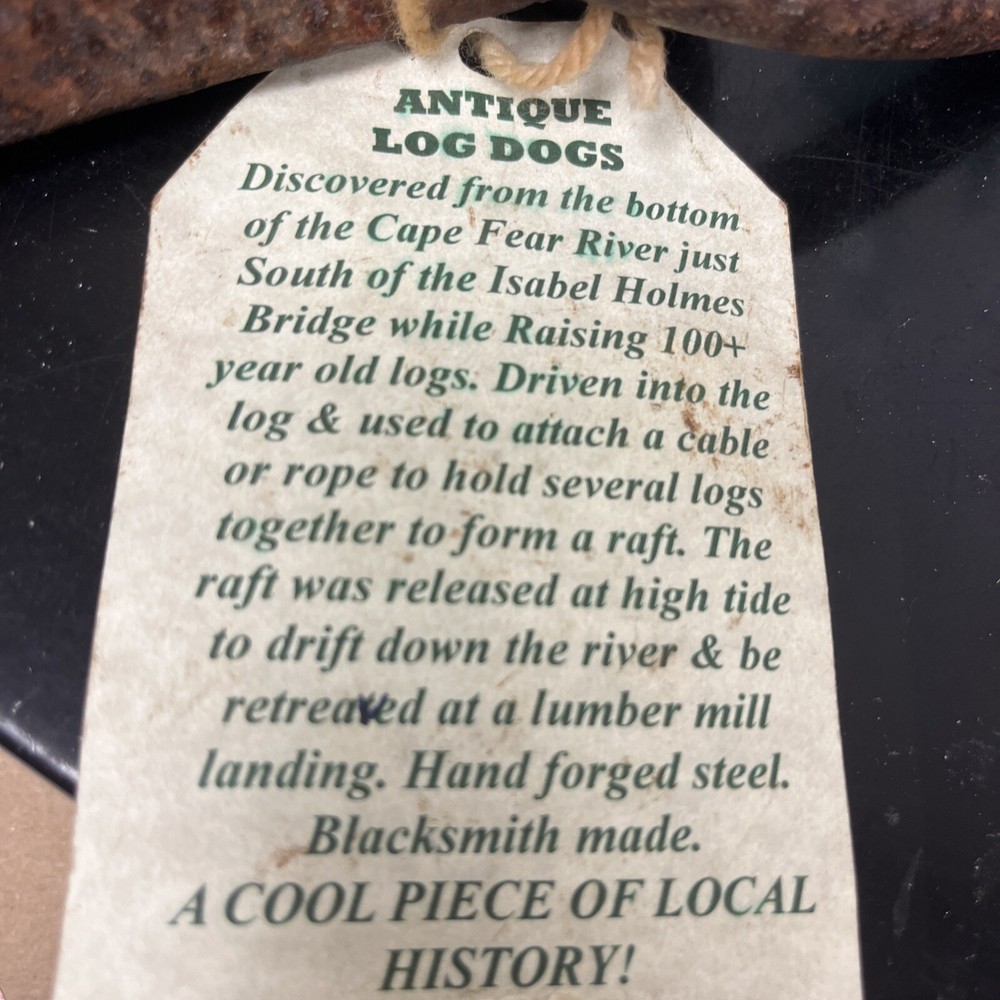 ANTIQUE
LOG DOGS
Discovered from the bottom
of the Cape Fear River just
South of the Isabel Holmes
Bridge while Raising 100+
year old logs. Driven into the
log & used to attach a cable
or rope to hold several logs
together to form a raft. The
raft was released at high tide
to drift down the river & be
retreaved at a lumber mill
landing. Hand forged steel.
Blacksmith made.
A COOL PIECE OF LOCAL
HISTORY!